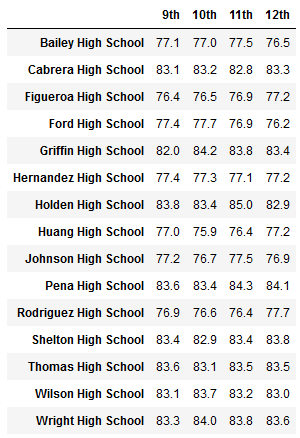 9th 10th 11th 12th
Bailey High School 77.1 77.0 77.5 76.5
Cabrera High School 83.1 83.2 82.8 83.3
Figueroa High School 76.4 76.5 76.9 77.2
Ford High School 77.4 77.7 76.9 76.2
Griffin High School 82.0 84.2 83.8 83.4
Hernandez High School 77.4 77.3 77.1 77.2
Holden High School 83.8 83.4 85.0 82.9
Huang High School 77.0 75.9 76.4 77.2
Johnson High School 77.2 76.7 77.5 76.9
Pena High School 83.6 83.4 84.3 84.1
Rodriguez High School 76.9 76.6 76.4 77.7
Shelton High School 83.4 82.9 83.4 83.8
Thomas High School 83.6 83.1 83.5 83.5
Wilson High School 83.1 83.7 83.2 83.0
Wright High School 83.3 84.0 83.8 83.6